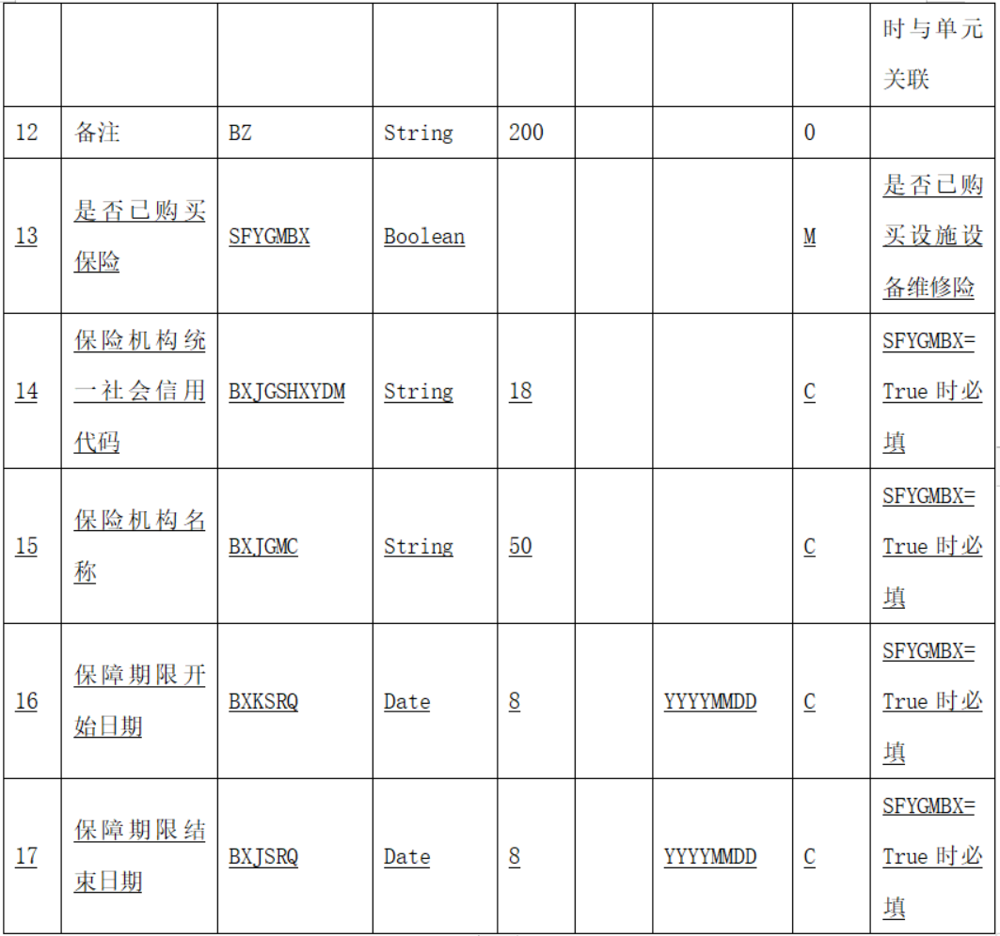 时与单元
关联
12 备注 BZ String 200 O
13 是否已购买 SFYGMBX Boolean M 是否已购
保险 买设施设
备维修险
14 保险机构统 BXJGSHXYDM String 18 C SFYGMBX=
一社会信用 True 时必
代码 填
15 保险机构名 BXJGMC String 50 C SFYGMBX=
称 True 时必
填
16 保障期限开 BXKSRQ Date 8 YYYYMMDD C SFYGMBX=
始日期 True 时必
填
17 保障期限结 BXJSRQ Date 8 YYYYMMDD C SFYGMBX=
束日期 True 时必
填